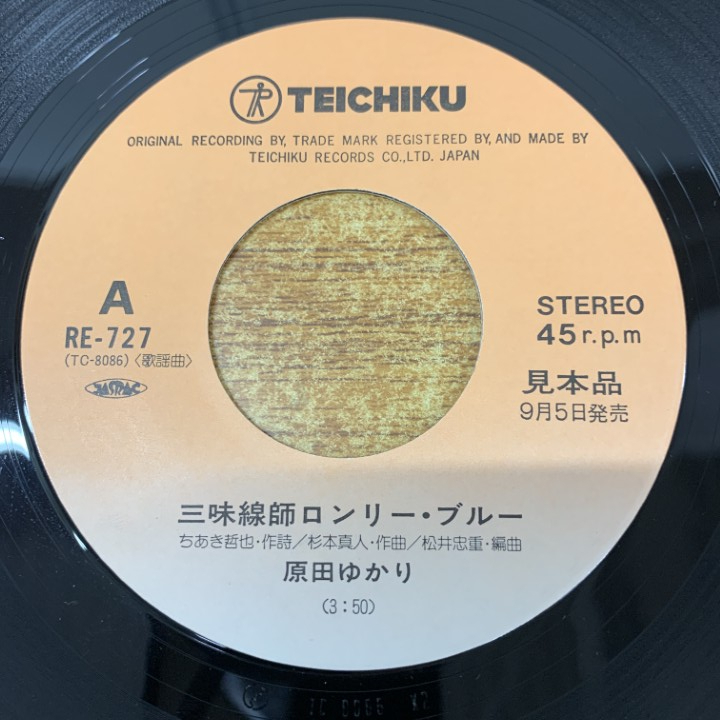 TEICHIKU
ORIGINAL RECORDING BY, TRADE MARK REGISTERED BY, AND MADE BY
TEICHIKU RECORDS CO.,LTD. JAPAN
A
RE-727
(TC-8086)〈歌謡曲〉
JASRAC
STEREO
45 r.p.m
見本品
9月5日発売
三味線師ロンリー・ブルー
ちあき哲也・作詩／杉本真人・作曲／松井忠重・編曲
原田ゆかり
(3:50)